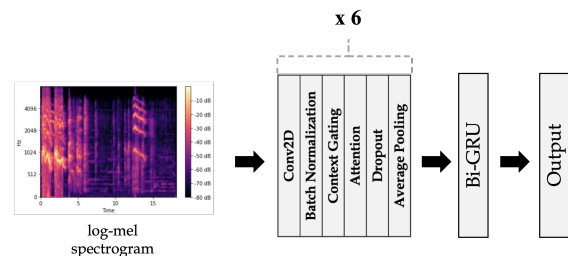 x 6
4096
2048
1024
512
0
Hz
0
5
10
15
Time
-10 dB
-20 dB
-30 dB
-40 dB
-50 dB
-60 dB
-70 dB
-80 dB
log-mel
spectrogram
Conv2D
Batch Normalization
Context Gating
Attention
Dropout
Average Pooling
Bi-GRU
Output